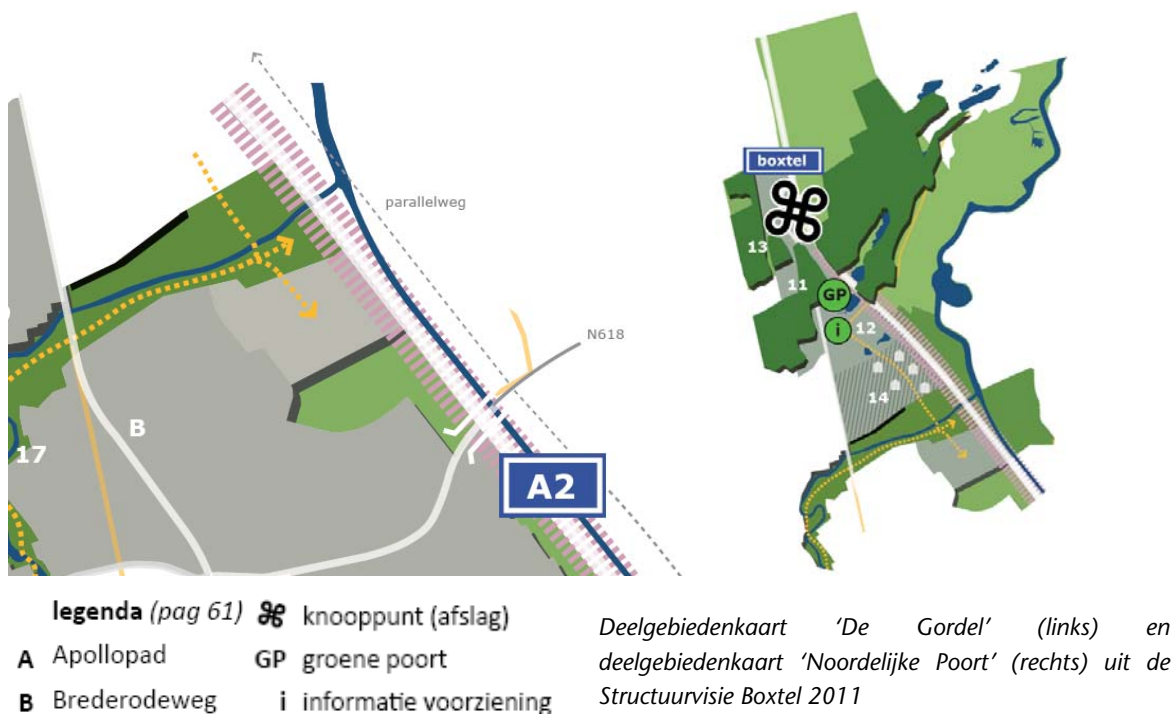 parallelweg
N618
B
17
A2
boxtel
13
11
GP
i
12
14
legenda (pag 61)
⌘ knooppunt (afslag)
A Apollopad
GP groene poort
B Brederodeweg
i informatie voorziening
Deelgebiedenkaart 'De Gordel' (links) en
deelgebiedenkaart 'Noordelijke Poort' (rechts) uit de
Structuurvisie Boxtel 2011